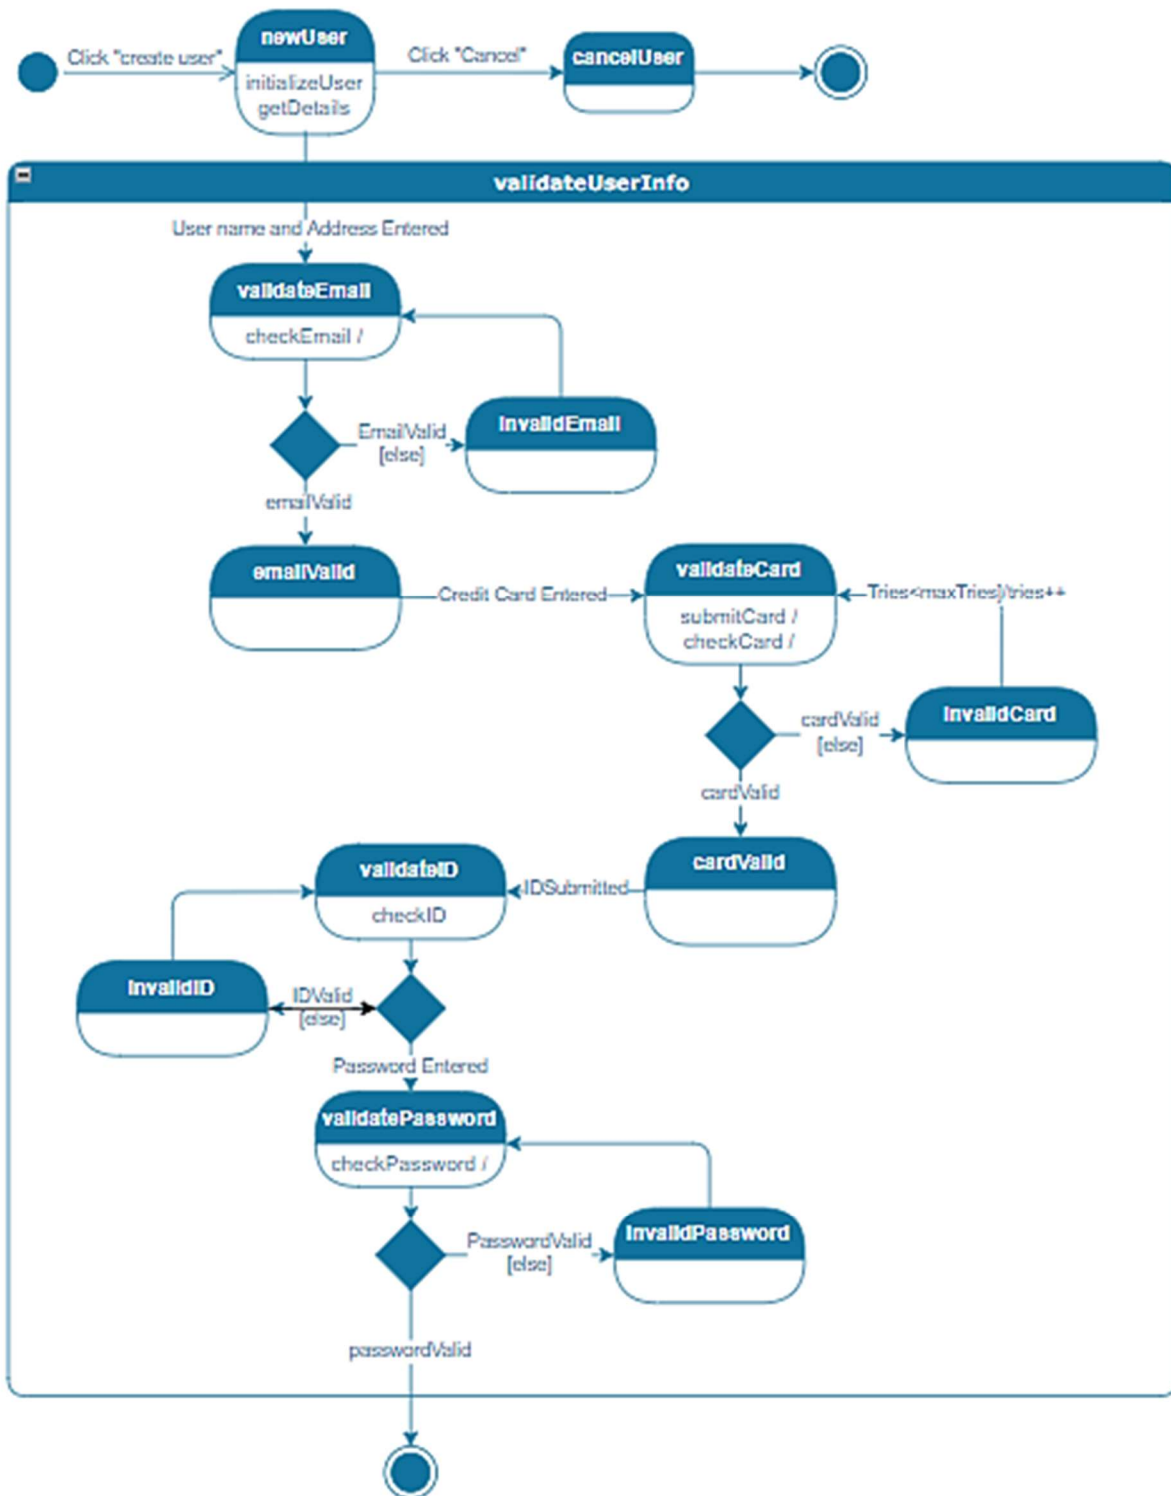 newUser
Click "create user"
Click "Cancel"
cancelUser
initializeUser
getDetails
validateUserInfo
User name and Address Entered
validateEmail
checkEmail /
EmailValid
[else]
invalidEmail
emailValid
emailValid
Credit Card Entered
validateCard
submitCard /
checkCard /
Tries<maxTries]/tries++
cardValid
[else]
invalidCard
cardValid
cardValid
IDSubmitted
validateID
checkID
invalidID
IDValid
[else]
Password Entered
validatePassword
checkPassword /
PasswordValid
[else]
invalidPassword
passwordValid